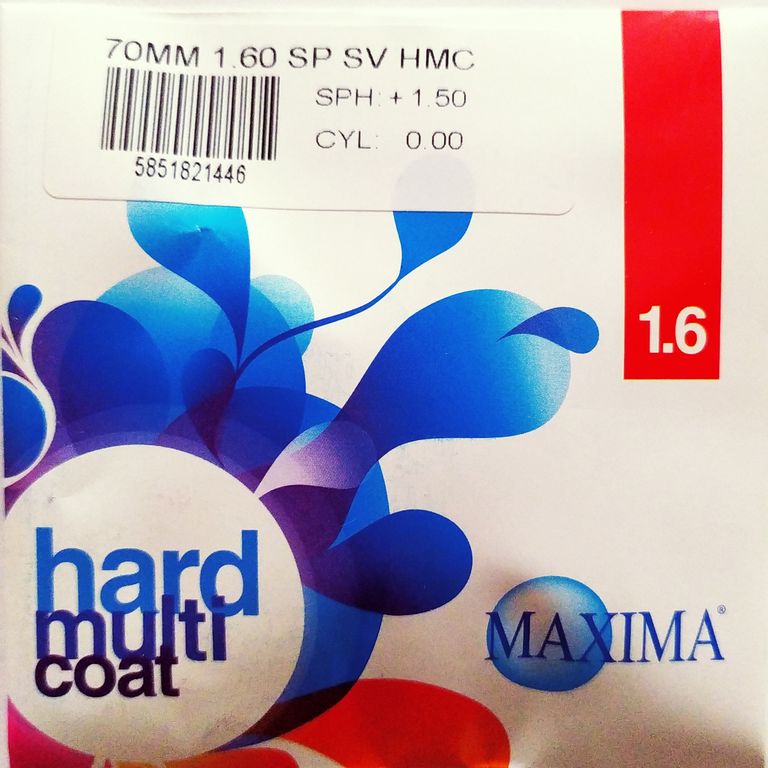 70MM 1.60 SP SV HMC
SPH: + 1.50
CYL: 0.00
5851821446
1.6
hard
multi
coat
MAXIMA®